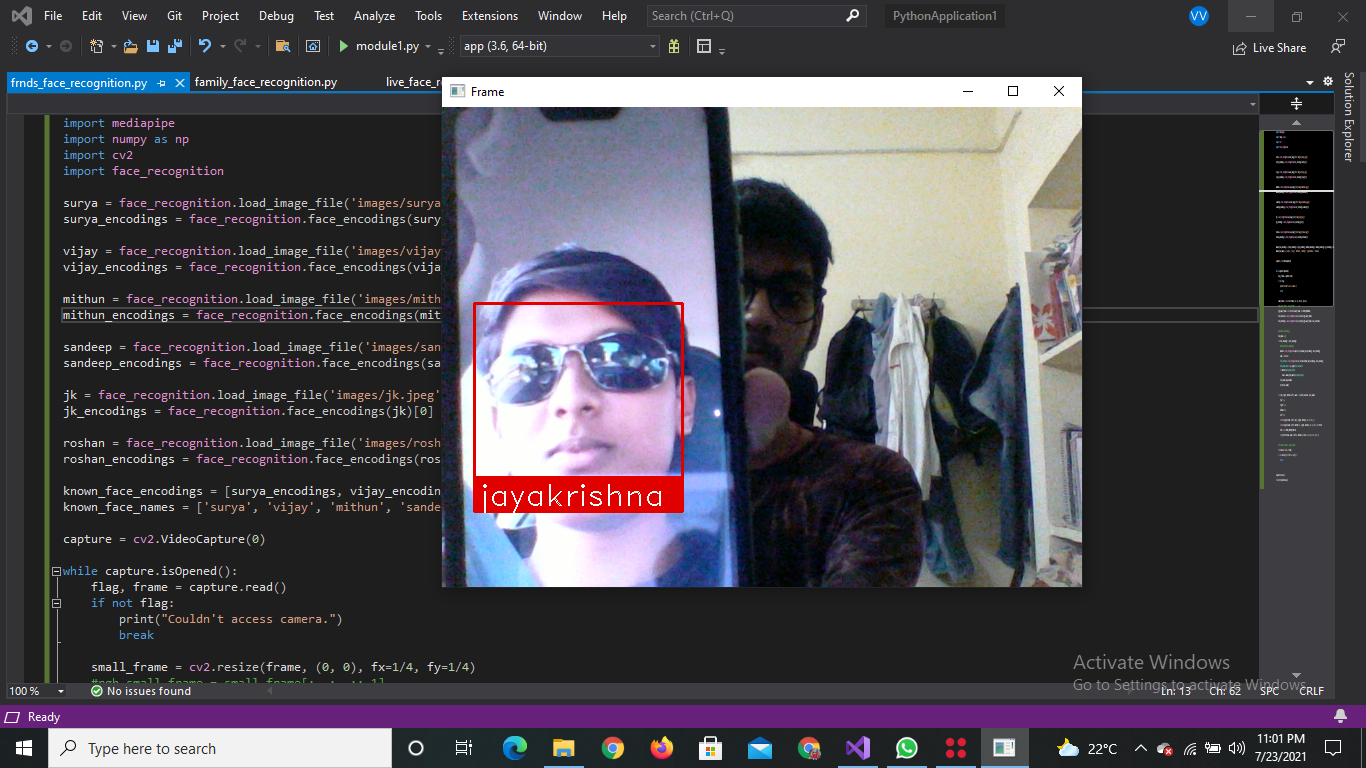 File Edit View Git Project Debug Test Analyze Tools Extensions Window Help Search (Ctrl+Q) PythonApplication1 VV
module1.py app (3.6, 64-bit) Live Share
frnds_face_recognition.py family_face_recognition.py live_face_r
Frame
Solution Explorer
import mediapipe
import numpy as np
import cv2
import face_recognition
surya = face_recognition.load_image_file('images/surya
surya_encodings = face_recognition.face_encodings(sury
vijay = face_recognition.load_image_file('images/vijay
vijay_encodings = face_recognition.face_encodings(vija
mithun = face_recognition.load_image_file('images/mith
mithun_encodings = face_recognition.face_encodings(mit
sandeep = face_recognition.load_image_file('images/san
sandeep_encodings = face_recognition.face_encodings(sa
jk = face_recognition.load_image_file('images/jk.jpeg'
jk_encodings = face_recognition.face_encodings(jk)[0]
roshan = face_recognition.load_image_file('images/rosh
roshan_encodings = face_recognition.face_encodings(ros
known_face_encodings = [surya_encodings, vijay_encodin
known_face_names = ['surya', 'vijay', 'mithun', 'sande
jayakrishna
capture = cv2.VideoCapture(0)
while capture.isOpened():
flag, frame = capture.read()
if not flag:
print("Couldn't access camera.")
break
small_frame = cv2.resize(frame, (0, 0), fx=1/4, fy=1/4)
Activate Windows
Go to Settings to activate Windows.
100 % No issues found Ln: 13 Ch: 62 SPC CRLF
Ready
Type here to search 22°C 11:01 PM
7/23/2021